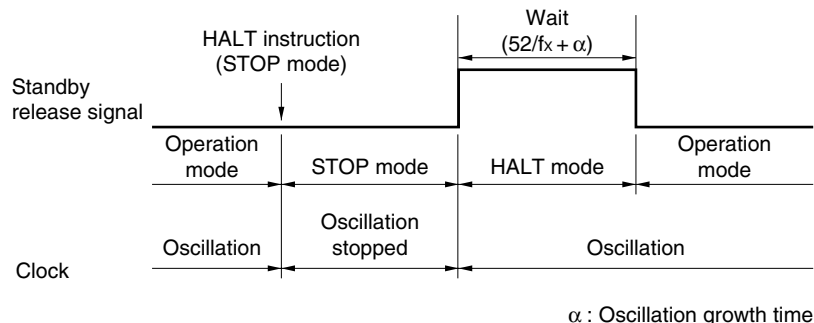 Wait
(52/fx + α)
HALT instruction
(STOP mode)
Standby
release signal
Operation
mode
STOP mode
HALT mode
Operation
mode
Oscillation
Oscillation
stopped
Oscillation
Clock
α : Oscillation growth time